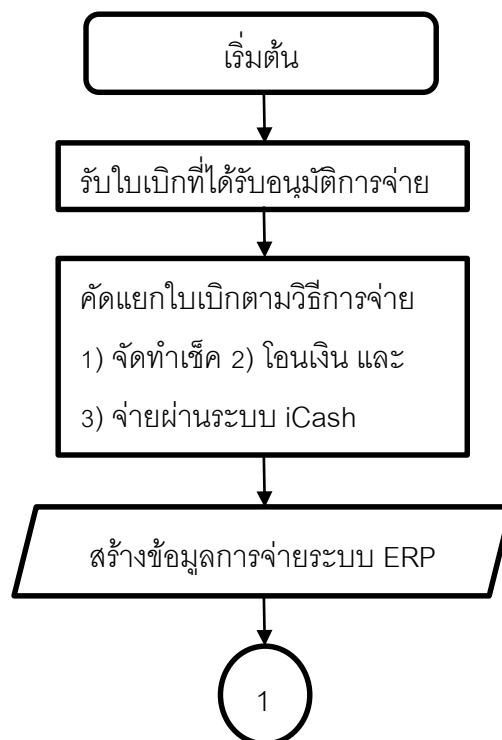 เริ่มต้น
รับใบเบิกที่ได้รับอนุมัติการจ่าย
คัดแยกใบเบิกตามวิธีการจ่าย
1) จัดทำเช็ค 2) โอนเงิน และ
3) จ่ายผ่านระบบ iCash
สร้างข้อมูลการจ่ายระบบ ERP
1